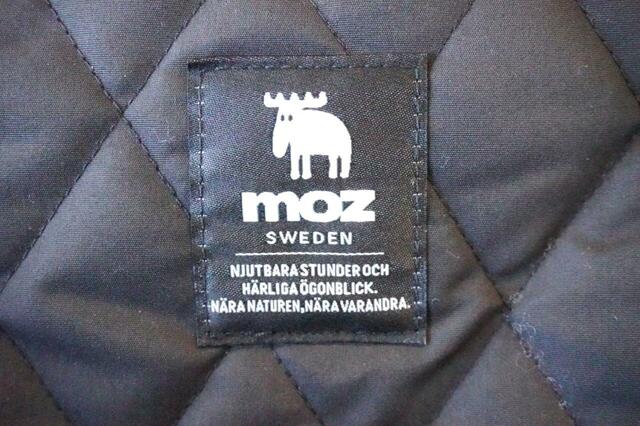 moz
SWEDEN
NJUTBARA STUNDER OCH
HÄRLIGA ÖGONBLICK.
NÄRA NATUREN,NÄRA VARANDRA.